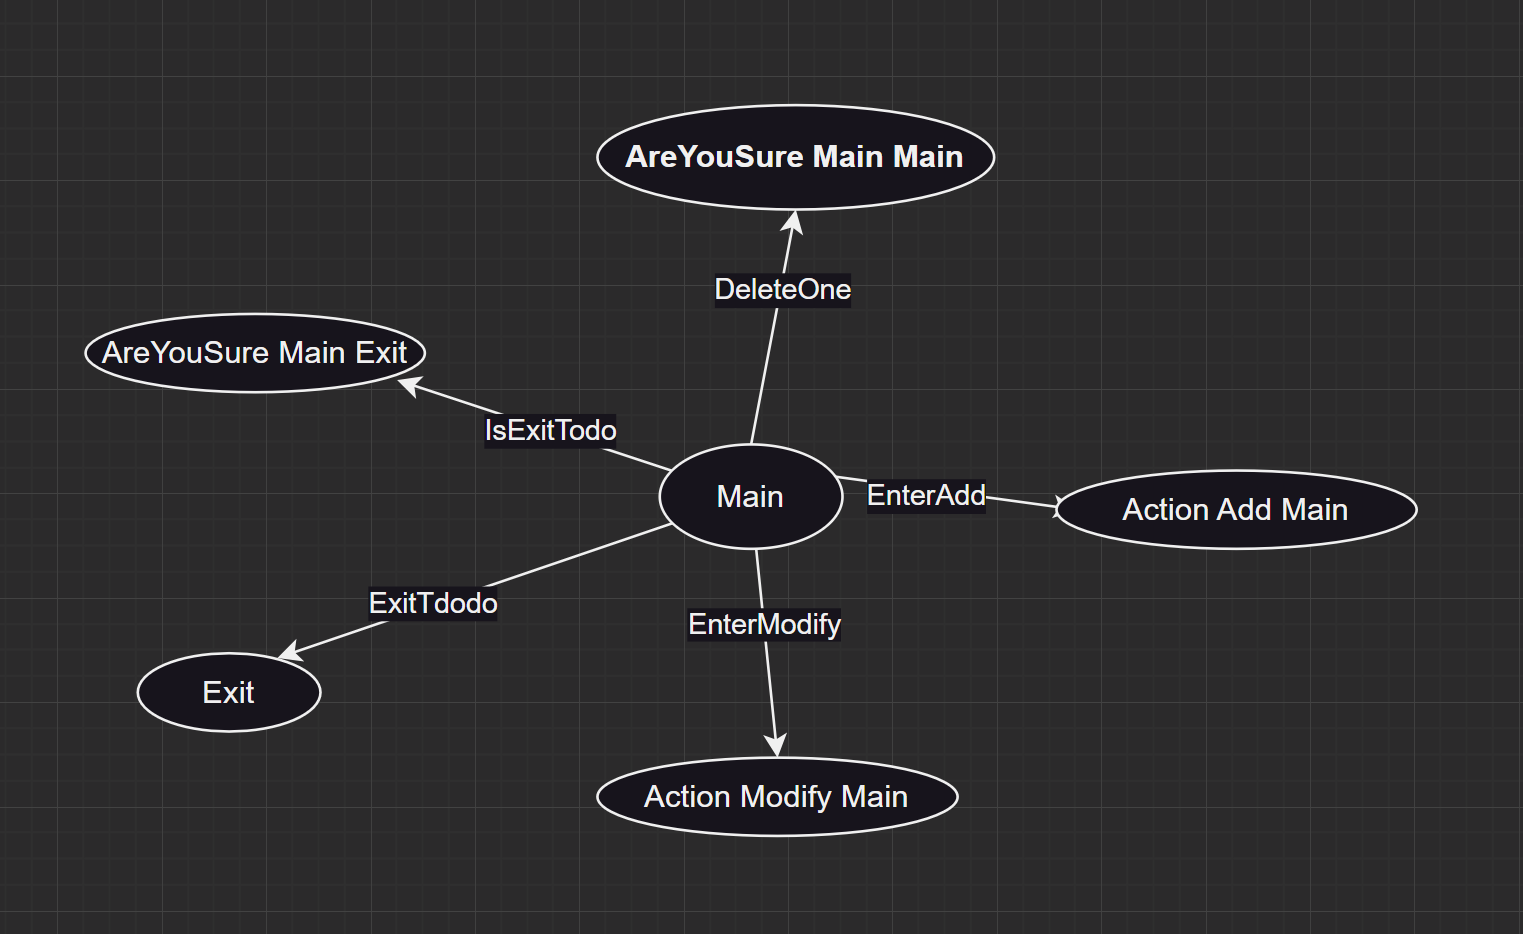 AreYouSure Main Main
DeleteOne
AreYouSure Main Exit
IsExitTodo
Main
EnterAdd
Action Add Main
ExitTdodo
EnterModify
Exit
Action Modify Main